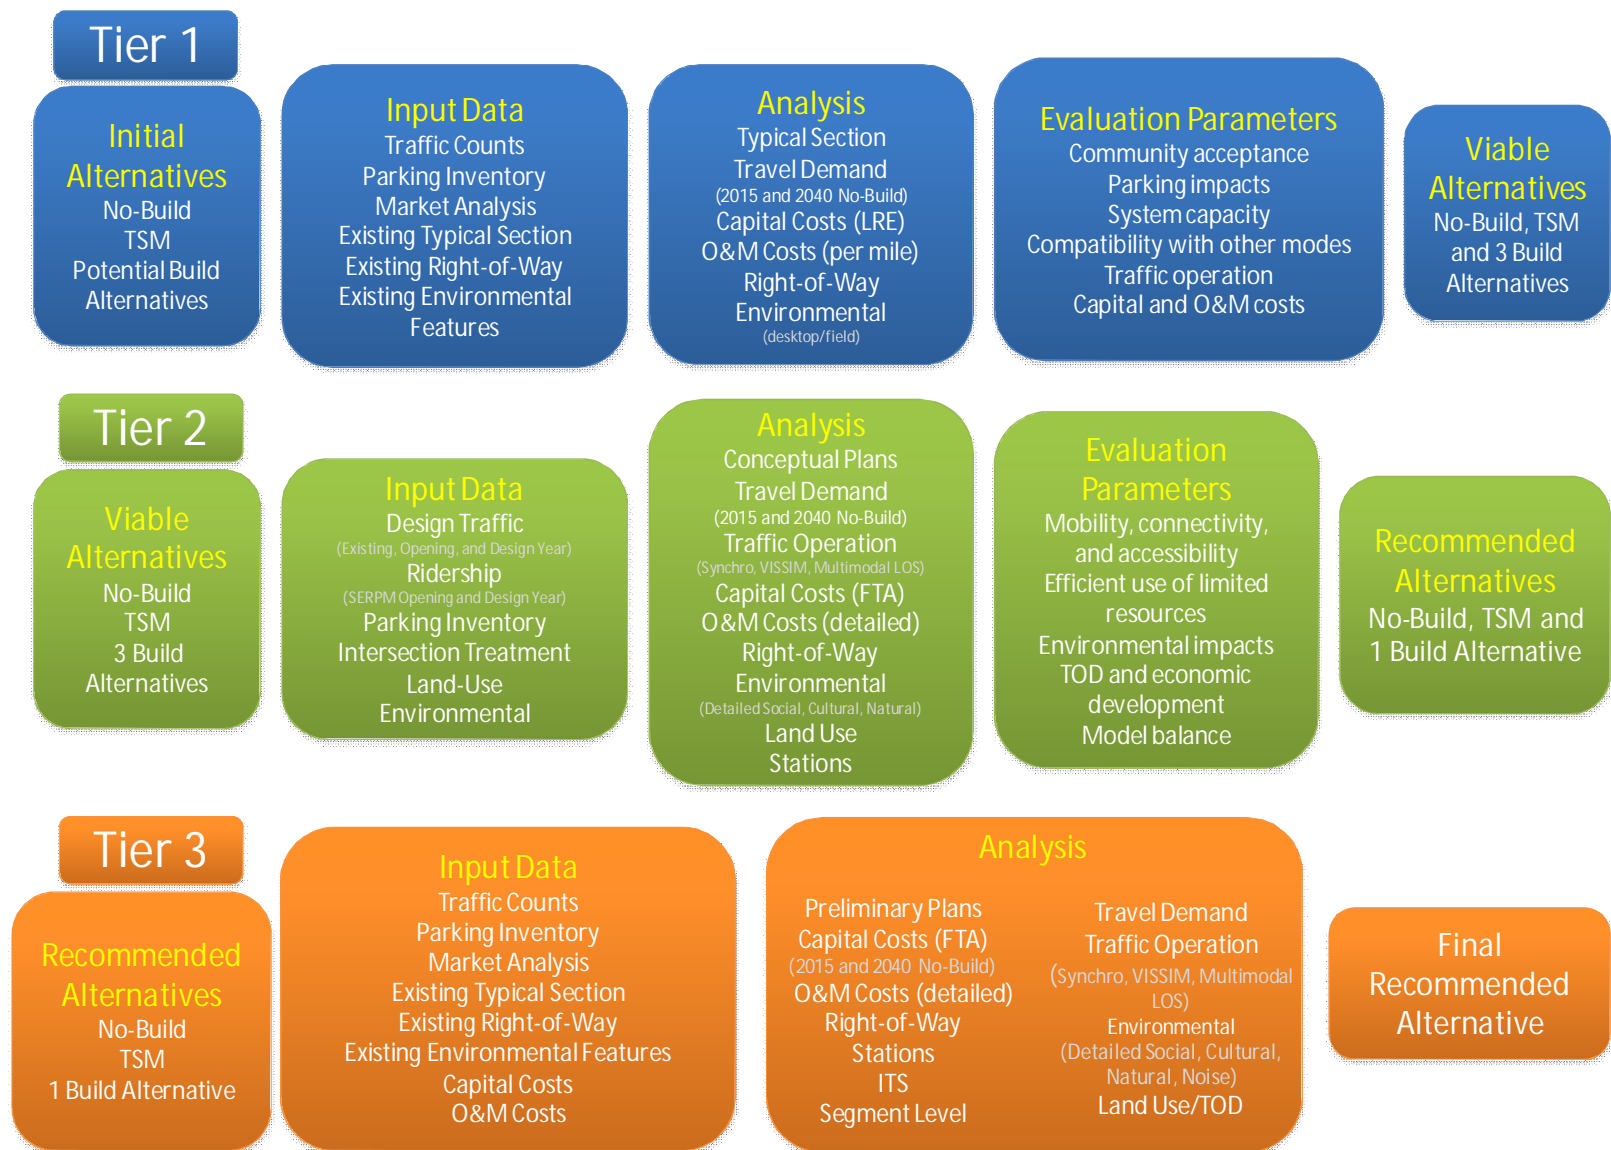 Tier 1
Initial
Alternatives
No-Build
TSM
Potential Build
Alternatives
Input Data
Traffic Counts
Parking Inventory
Market Analysis
Existing Typical Section
Existing Right-of-Way
Existing Environmental
Features
Analysis
Typical Section
Travel Demand
(2015 and 2040 No-Build)
Capital Costs (LRE)
O&M Costs (per mile)
Right-of-Way
Environmental
(desktop/field)
Evaluation Parameters
Community acceptance
Parking impacts
System capacity
Compatibility with other modes
Traffic operation
Capital and O&M costs
Viable
Alternatives
No-Build, TSM
and 3 Build
Alternatives
Tier 2
Viable
Alternatives
No-Build
TSM
3 Build
Alternatives
Input Data
Design Traffic
(Existing, Opening, and Design Year)
Ridership
(SERPM Opening and Design Year)
Parking Inventory
Intersection Treatment
Land-Use
Environmental
Analysis
Conceptual Plans
Travel Demand
(2015 and 2040 No-Build)
Traffic Operation
(Synchro, VISSIM, Multimodal LOS)
Capital Costs (FTA)
O&M Costs (detailed)
Right-of-Way
Environmental
(Detailed Social, Cultural, Natural)
Land Use
Stations
Evaluation
Parameters
Mobility, connectivity,
and accessibility
Efficient use of limited
resources
Environmental impacts
TOD and economic
development
Model balance
Recommended
Alternatives
No-Build, TSM and
1 Build Alternative
Tier 3
Recommended
Alternatives
No-Build
TSM
1 Build Alternative
Input Data
Traffic Counts
Parking Inventory
Market Analysis
Existing Typical Section
Existing Right-of-Way
Existing Environmental Features
Capital Costs
O&M Costs
Analysis
Preliminary Plans
Capital Costs (FTA)
(2015 and 2040 No-Build)
O&M Costs (detailed)
Right-of-Way
Stations
ITS
Segment Level
Travel Demand
Traffic Operation
(Synchro, VISSIM, Multimodal
LOS)
Environmental
(Detailed Social, Cultural,
Natural, Noise)
Land Use/TOD
Final
Recommended
Alternative